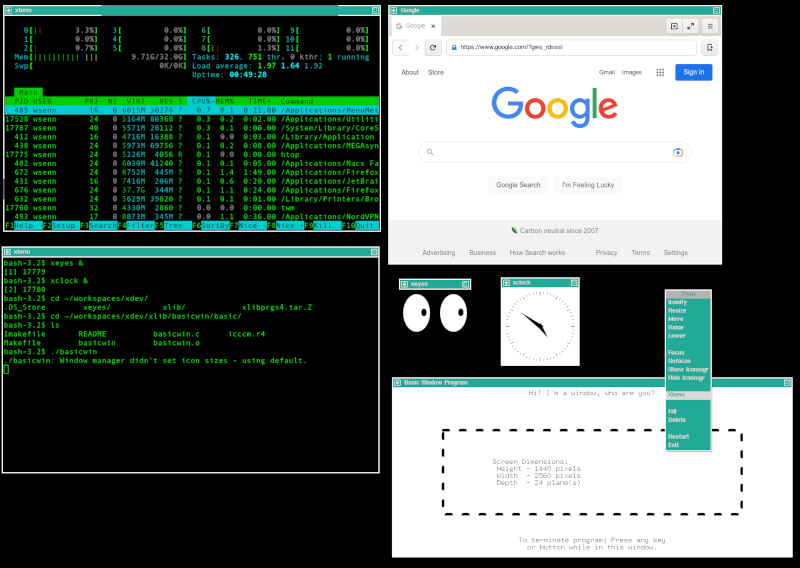 xterm
0[|| 3.3%] 3[ 0.0%] 6[ 0.0%] 9[ 0.0%]
1[ 0.0%] 4[ 0.0%] 7[ 0.0%] 10[ 0.0%]
2[| 0.7%] 5[ 0.0%] 8[|| 1.3%] 11[ 0.0%]
Mem[|||||||||||||||| 9.71G/32.0G] Tasks: 326, 751 thr, 0 kthr; 1 running
Swp[ 0K/0K] Load average: 1.97 1.64 1.92
Uptime: 00:49:28
Main
PID USER PRI NI VIRT RES S CPU% MEM% TIME+ Command
485 wsenn 16 0 6015M 30276 ? 0.7 0.1 0:21.00 /Applications/MenuMet
17528 wsenn 24 0 5164M 80368 ? 0.3 0.2 0:02.00 /Applications/Utiliti
17787 wsenn 40 0 5571M 28112 ? 0.3 0.1 0:00.00 /System/Library/CoreS
412 wsenn 16 0 4716M 16388 ? 0.1 0.0 0:03.00 /Library/Application
438 wsenn 24 0 5973M 69756 ? 0.1 0.2 0:08.00 /Applications/MEGAsyn
17775 wsenn 24 0 5226M 4056 R 0.1 0.0 0:00.00 htop
482 wsenn 24 0 6030M 41240 ? 0.1 0.1 0:05.00 /Applications/Macs Fa
672 wsenn 24 0 8752M 445M ? 0.1 1.4 1:49.00 /Applications/Firefox
431 wsenn 16 0 7416M 206M ? 0.1 0.6 0:20.00 /Applications/JetBrai
676 wsenn 24 0 37.7G 344M ? 0.1 1.1 0:24.00 /Applications/Firefox
632 wsenn 24 0 5629M 39820 ? 0.1 0.1 0:01.00 /Library/Printers/Bro
17760 wsenn 32 0 4330M 2860 ? 0.0 0.0 0:00.00 twm
493 wsenn 17 0 8873M 345M ? 0.0 1.1 0:36.00 /Applications/NordVPN
F1Help F2Setup F3Search F4Filter F5Tree F6SortBy F7Nice - F8Nice + F9Kill F10Quit
Google
Google
https://www.google.com/?gws_rd=ssl
About Store Gmail Images Sign in
Google
Google Search I'm Feeling Lucky
Carbon neutral since 2007
Advertising Business How Search works Privacy Terms Settings
xterm
bash-3.2$ xeyes &
[1] 17779
bash-3.2$ xclock &
[2] 17780
bash-3.2$ cd ~/workspaces/xdev/
.DS_Store xeyes/ xlib/ xlibprgs4.tar.Z
bash-3.2$ cd ~/workspaces/xdev/xlib/basicwin/basic/
bash-3.2$ ls
Imakefile README basicwin.c icccm.r4
Makefile basicwin basicwin.o
bash-3.2$ ./basicwin
./basicwin: Window manager didn't set icon sizes - using default.
xeyes
xclock
Twm
Iconify
Resize
Move
Raise
Lower
Focus
Unfocus
Show Iconmgr
Hide Iconmgr
Xterm
Kill
Delete
Restart
Exit
Basic Window Program
Hi! I'm a window, who are you?
Screen Dimensions:
Height - 1440 pixels
Width - 2560 pixels
Depth - 24 plane(s)
To terminate program; Press any key
or button while in this window.